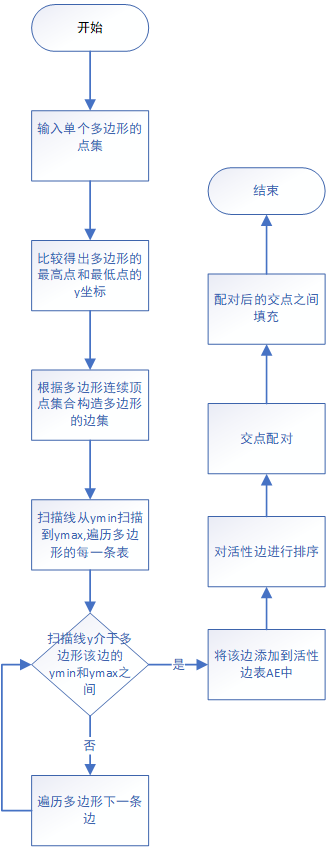 开始
输入单个多边形的
点集
比较得出多边形的
最高点和最低点的
y坐标
根据多边形连续顶
点集合构造多边形
的边集
扫描线从ymin扫描
到ymax,遍历多边
形的每一条表
扫描线y介于多
边形该边的
ymin和ymax之
间
是
否
遍历多边形下一条
边
将该边添加到活性
边表AE中
对活性边进行排序
交点配对
配对后的交点之间
填充
结束